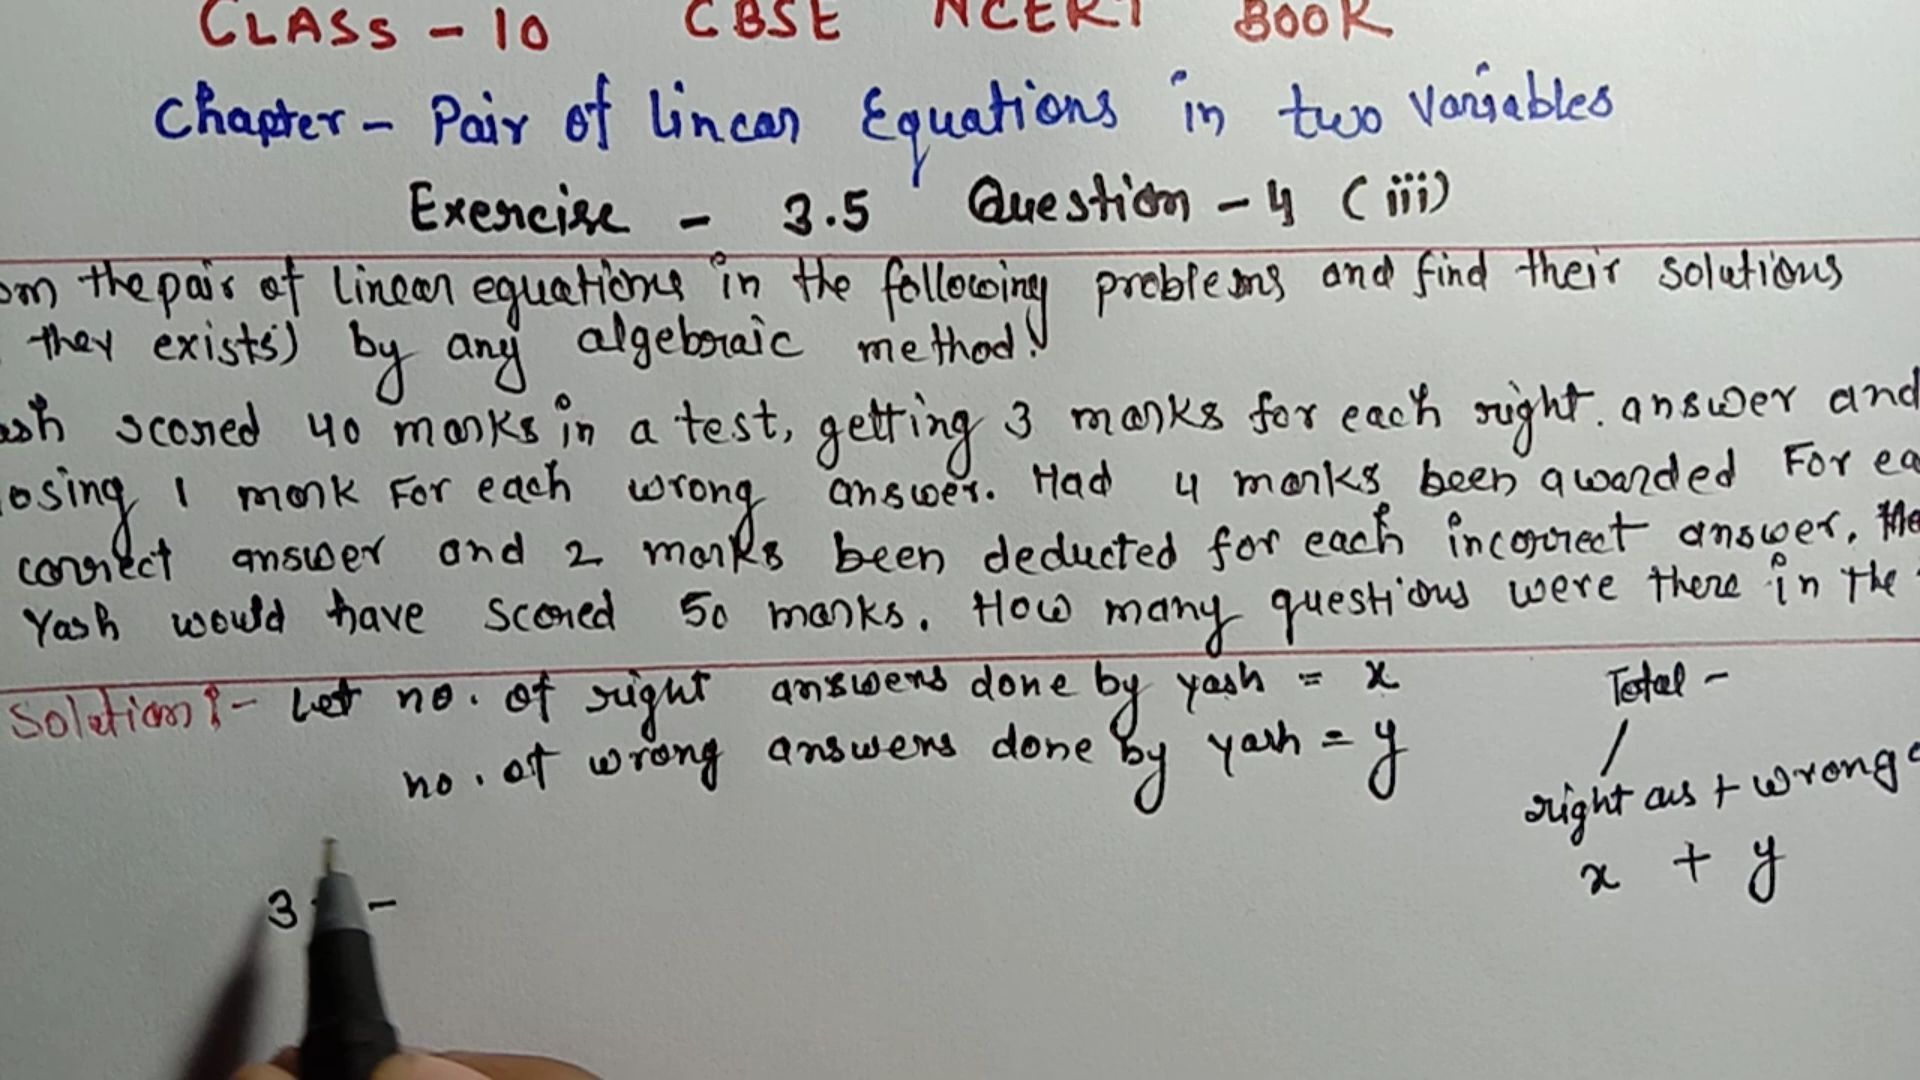 CLASS - 10 CBSE NCERT BOOK
Chapter - Pair of linear Equations in two Variables
Exercise - 3.5 Question - 4 (iii)
om the pair of linear equations in the following problems and find their solutions
they exists) by any algebraic method:
ash scored 40 marks in a test, getting 3 marks for each right. answer and
losing 1 mark For each wrong answer. Had 4 marks been awarded For ea
correct answer and 2 marks been deducted for each incorrect answer, the
Yash would have scored 50 marks. How many questions were there in the
Solution :- Let no. of right answers done by yash = x
no. of wrong answers done by yash = y
Total -
right ans + wrong a
x + y
3 -